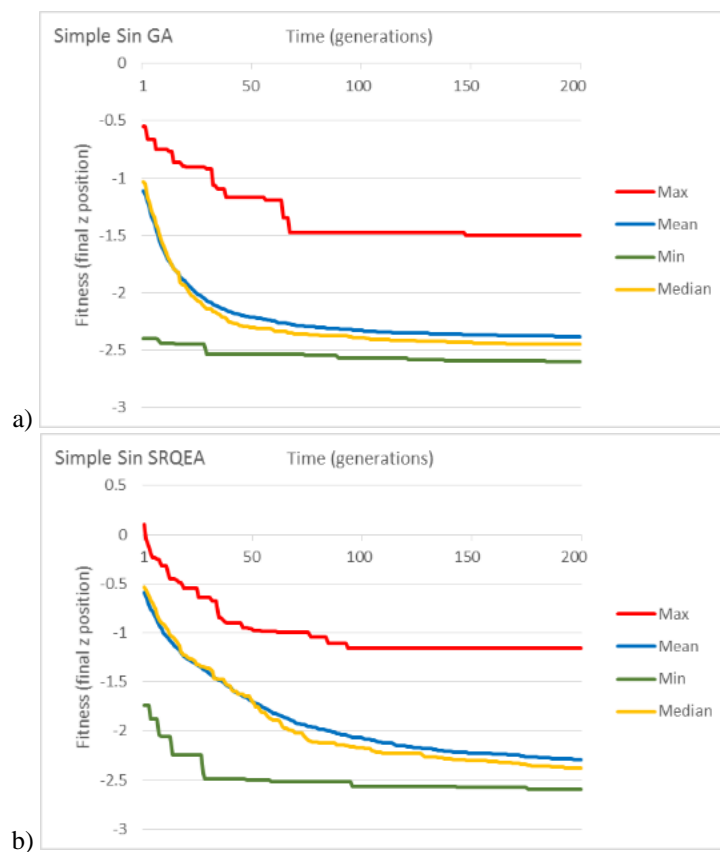 Simple Sin GA Time (generations)
0
1 50 100 150 200
-0.5
-1
-1.5
-2
-2.5
-3
Fitness (final z position)
Max
Mean
Min
Median
a)
Simple Sin SRQEA Time (generations)
0.5
0
1 50 100 150 200
-0.5
-1
-1.5
-2
-2.5
-3
Fitness (final z position)
Max
Mean
Min
Median
b)